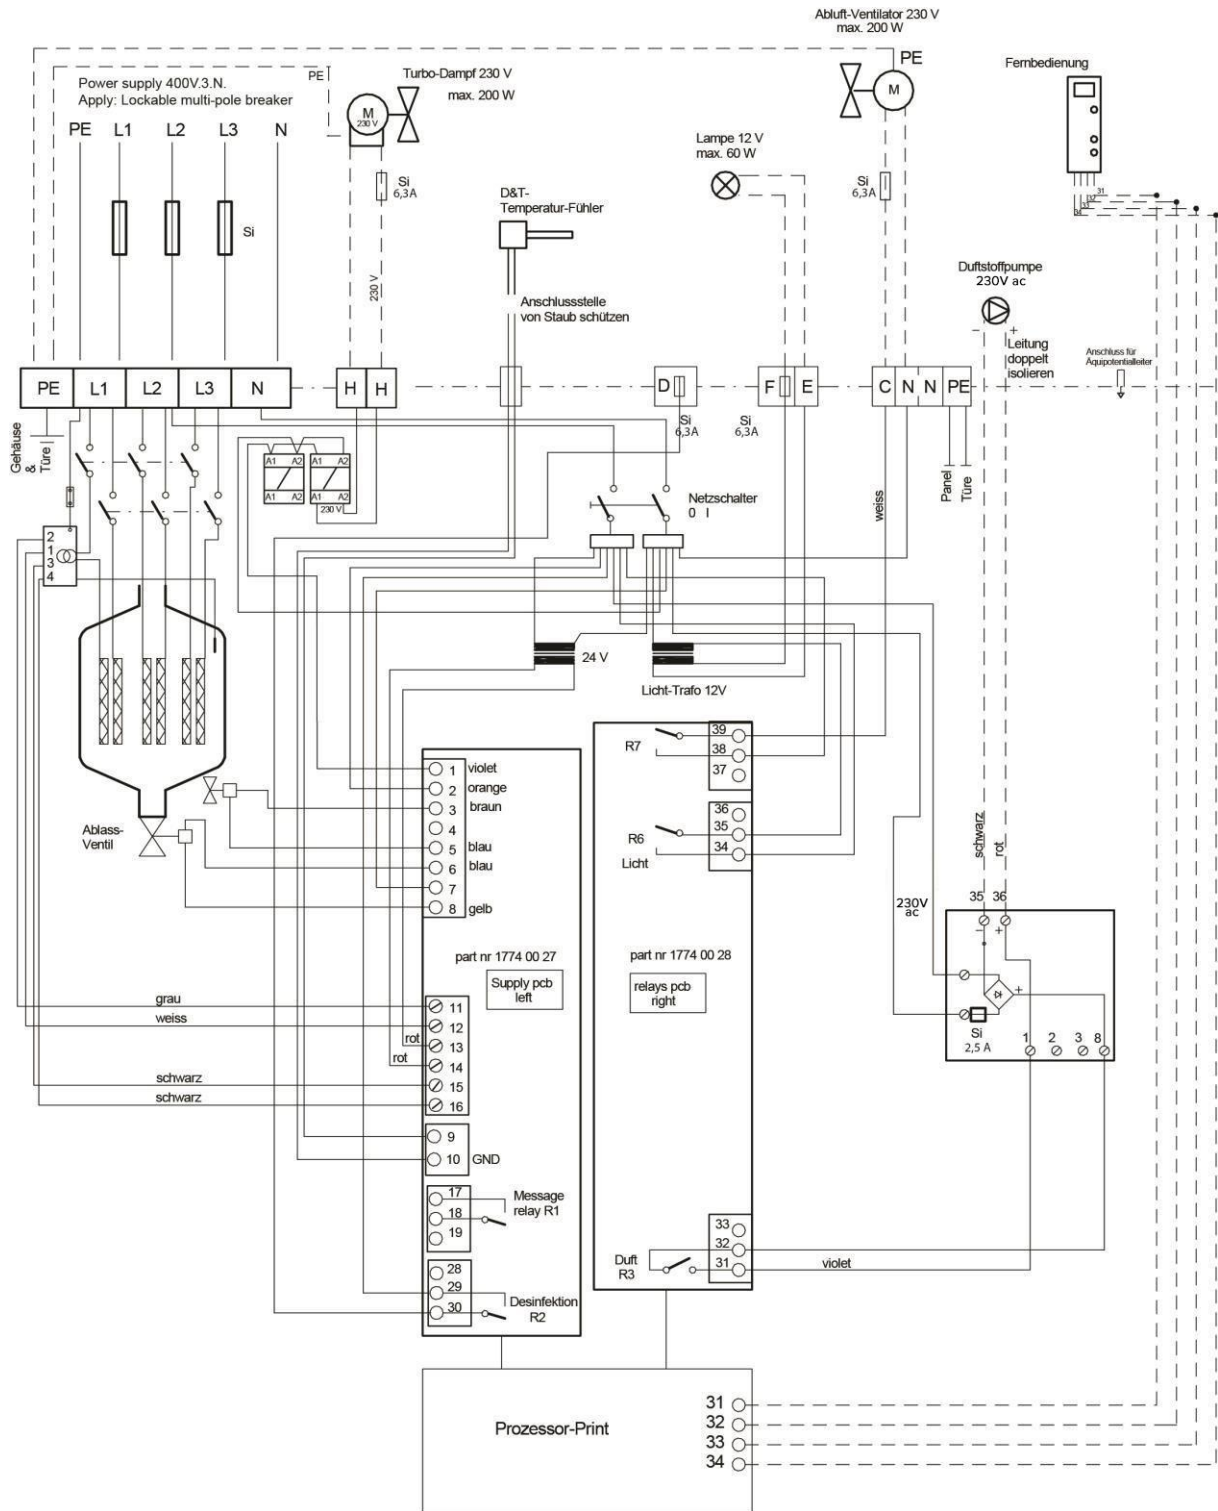 Abluft-Ventilator 230 V
max. 200 W
PE
M
Fernbedienung
31
32
33
34
Power supply 400V.3.N.
Apply: Lockable multi-pole breaker
PE L1 L2 L3 N
Si
PE
Turbo-Dampf 230 V
max. 200 W
M
230 V
Si
6,3A
230 V
D&T-
Temperatur-Fühler
Anschlussstelle
von Staub schützen
Lampe 12 V
max. 60 W
Si
6,3A
Duftstoffpumpe
230V ac
− +
Leitung
doppelt
isolieren
Anschluss für
Äquipotentialleiter
PE L1 L2 L3 N
H H
D
F E
C N N PE
Si
6,3A
Si
6,3A
Gehäuse
&
Türe
A1 A2
A1 A2
A1 A2
A1 A2
230 V
Netzschalter
0 I
weiss
Panel
Türe
2
1
3
4
24 V
Licht-Trafo 12V
Ablass-
Ventil
1 violet
2 orange
3 braun
4
5 blau
6 blau
7
8 gelb
part nr 1774 00 27
Supply pcb
left
grau
weiss
rot
rot
schwarz
schwarz
11
12
13
14
15
16
9
10 GND
17
18
19
Message
relay R1
28
29
30
Desinfektion
R2
R7
39
38
37
36
35
34
R6
Licht
part nr 1774 00 28
relays pcb
right
33
32
31
Duft
R3
violet
schwarz
rot
230V
ac
35 36
− +
+
Si
2,5 A
1 2 3 8
Prozessor-Print
31
32
33
34